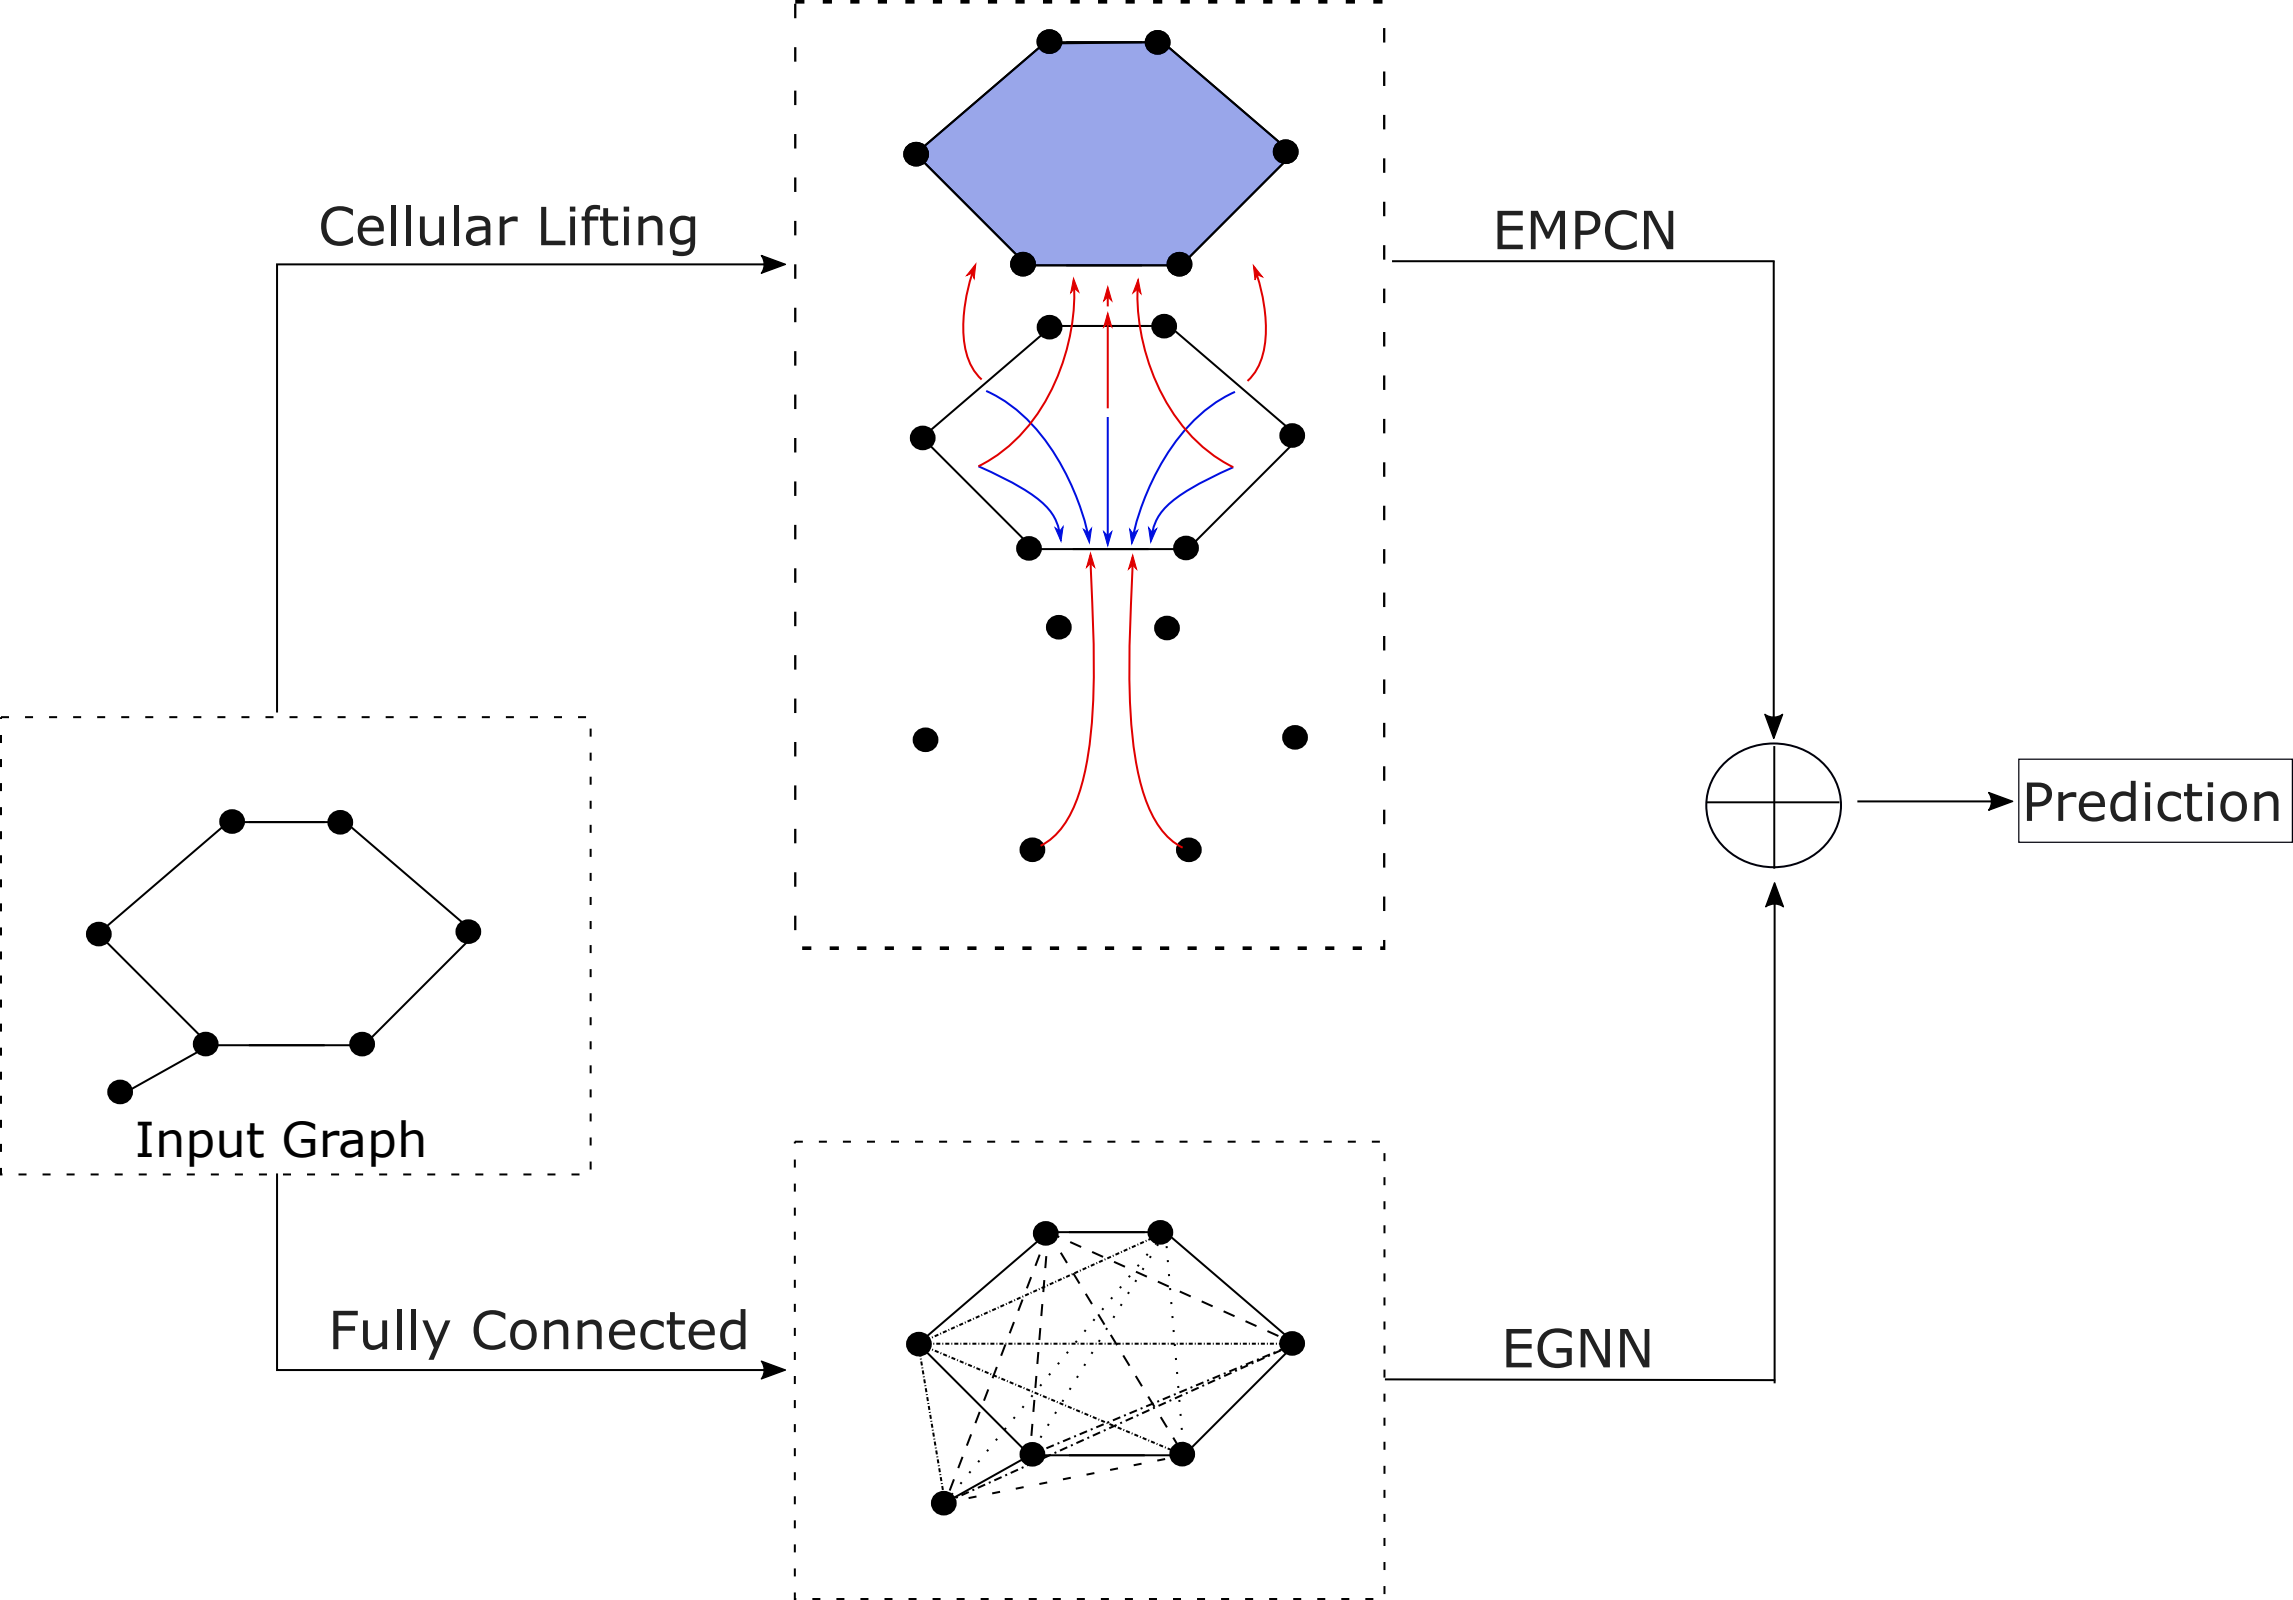 Cellular Lifting
EMPCN
Prediction
Input Graph
Fully Connected
EGNN